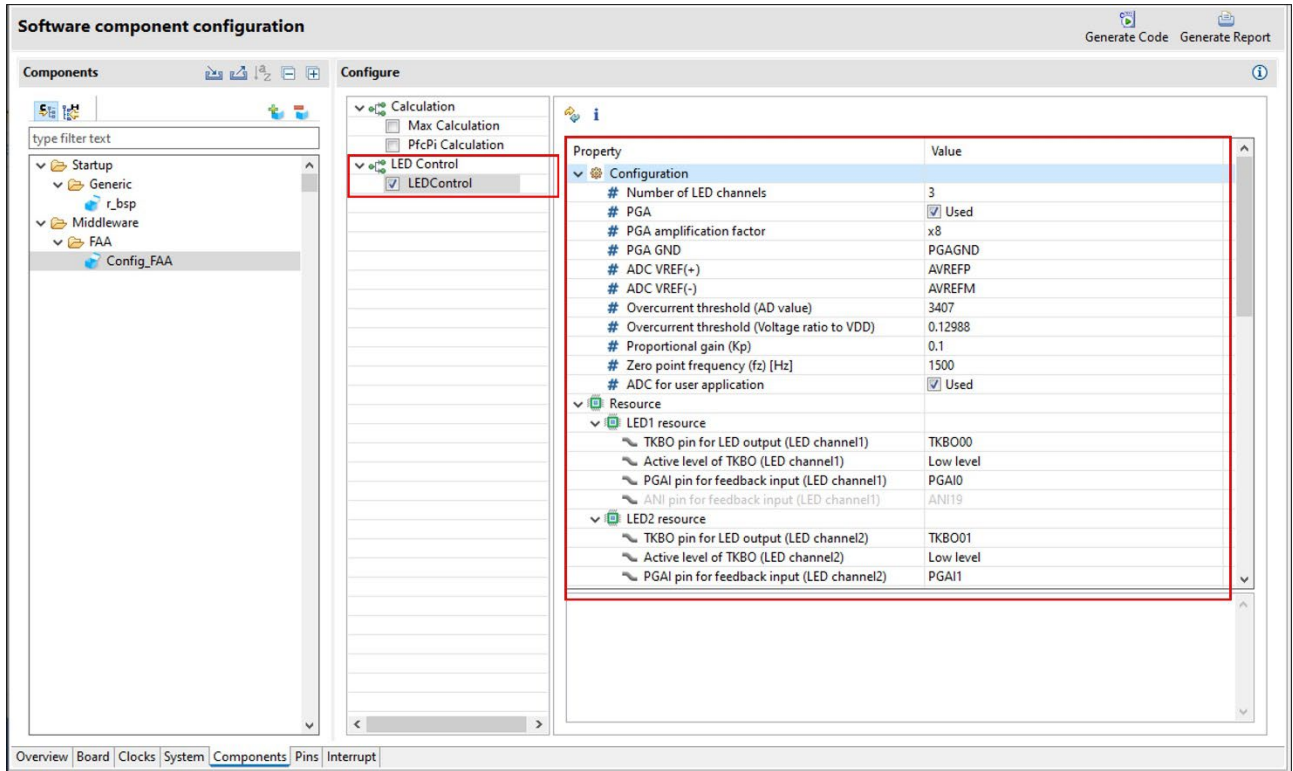 Software component configuration
Generate Code Generate Report
Components
Configure
type filter text
Startup
Generic
r_bsp
Middleware
FAA
Config_FAA
Calculation
Max Calculation
PfcPi Calculation
LED Control
LEDControl
Property Value
Configuration
# Number of LED channels 3
# PGA Used
# PGA amplification factor x8
# PGA GND PGAGND
# ADC VREF(+) AVREFP
# ADC VREF(-) AVREFM
# Overcurrent threshold (AD value) 3407
# Overcurrent threshold (Voltage ratio to VDD) 0.12988
# Proportional gain (Kp) 0.1
# Zero point frequency (fz) [Hz] 1500
# ADC for user application Used
Resource
LED1 resource
TKBO pin for LED output (LED channel1) TKBO00
Active level of TKBO (LED channel1) Low level
PGAI pin for feedback input (LED channel1) PGAI0
ANI pin for feedback input (LED channel1) ANI19
LED2 resource
TKBO pin for LED output (LED channel2) TKBO01
Active level of TKBO (LED channel2) Low level
PGAI pin for feedback input (LED channel2) PGAI1
Overview Board Clocks System Components Pins Interrupt